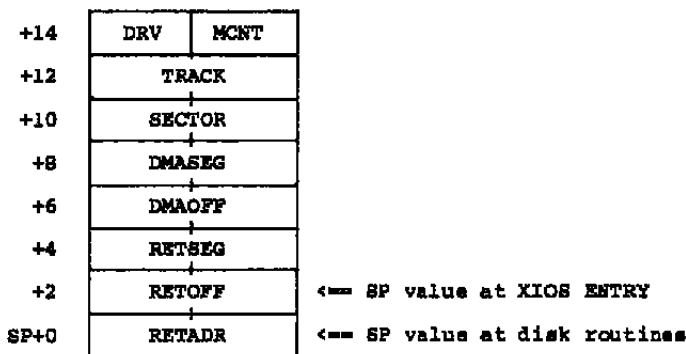 +14 DRV MCNT
+12 TRACK
+10 SECTOR
+8 DMASEG
+6 DMAOFF
+4 RETSEG
+2 RETOFF <== SP value at XIOS ENTRY
SP+0 RETADR <== SP value at disk routines